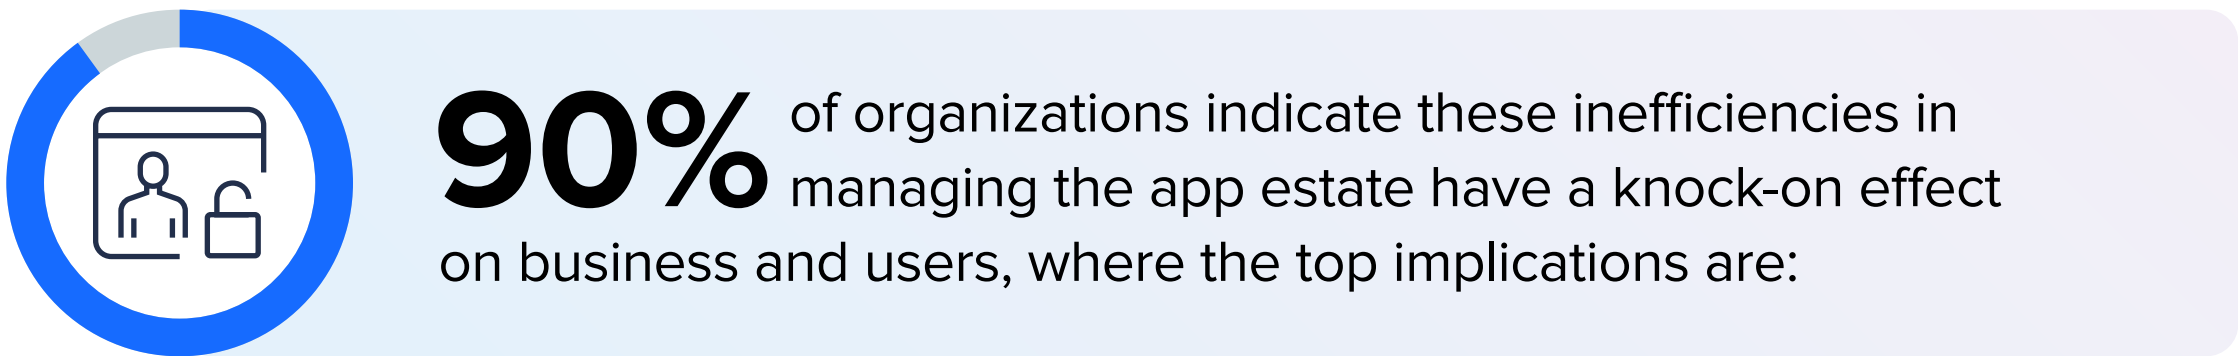 90% of organizations indicate these inefficiencies in
managing the app estate have a knock-on effect
on business and users, where the top implications are: